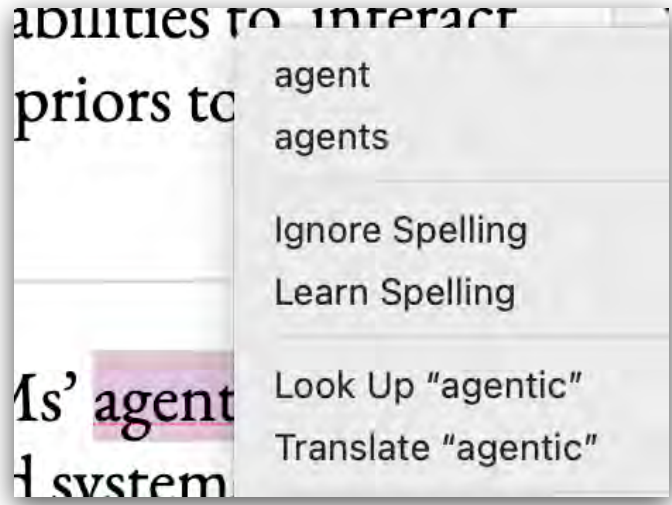 abilities to interact
priors to
Ms’ agent
d system
agent
agents
Ignore Spelling
Learn Spelling
Look Up “agentic”
Translate “agentic”